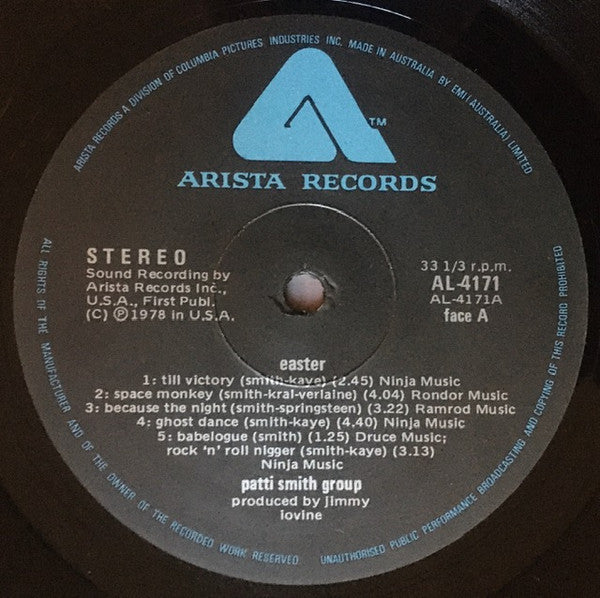 ARISTA RECORDS A DIVISION OF COLUMBIA PICTURES INDUSTRIES INC. MADE IN AUSTRALIA BY EMI (AUSTRALIA) LIMITED
TM
ARISTA RECORDS
STEREO
Sound Recording by
Arista Records Inc.,
U.S.A., First Publ.
(C) Ⓟ1978 in U.S.A.
33 1/3 r.p.m.
AL-4171
AL-4171A
face A
easter
1: till victory (smith-kaye) (2.45) Ninja Music
2: space monkey (smith-kral-verlaine) (4.04) Rondor Music
3: because the night (smith-springsteen) (3.22) Ramrod Music
4: ghost dance (smith-kaye) (4.40) Ninja Music
5: babelogue (smith) (1.25) Druce Music;
rock 'n' roll nigger (smith-kaye) (3.13)
Ninja Music
patti smith group
produced by jimmy
iovine
ALL RIGHTS OF THE MANUFACTURER AND OF THE OWNER OF THE RECORDED WORK RESERVED
UNAUTHORISED PUBLIC PERFORMANCE BROADCASTING AND COPYING OF THIS RECORD PROHIBITED